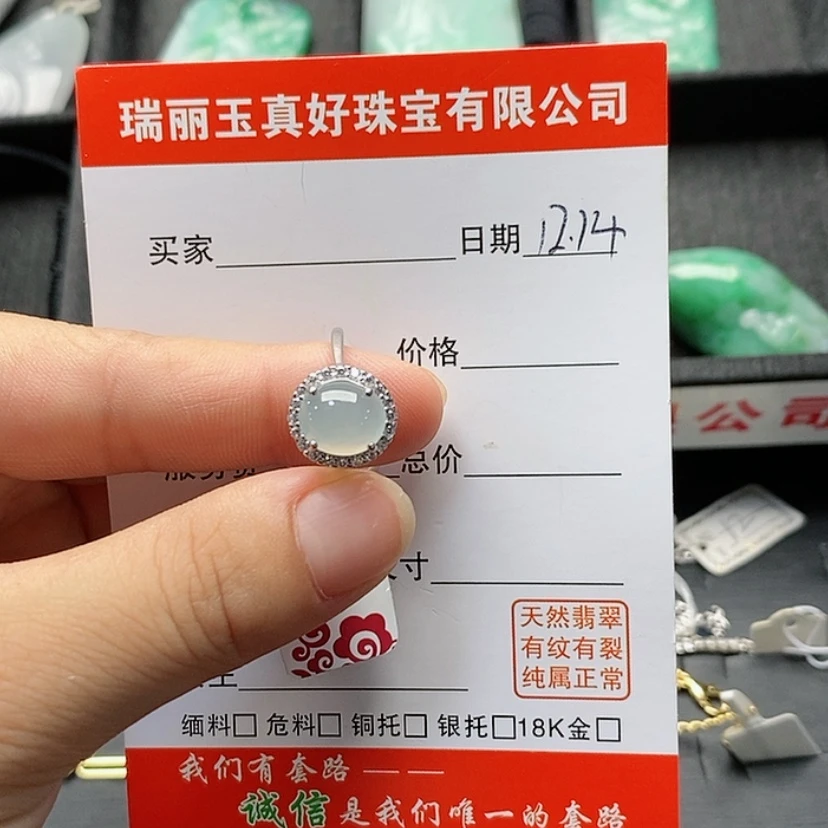 瑞丽玉真好珠宝有限公司
买家 日期 12.14
价格
总价
寸
天然翡翠
有纹有裂
纯属正常
缅料□ 危料□ 铜托□ 银托□ 18K金□
我们有套路——
诚信是我们唯一的套路
限公司